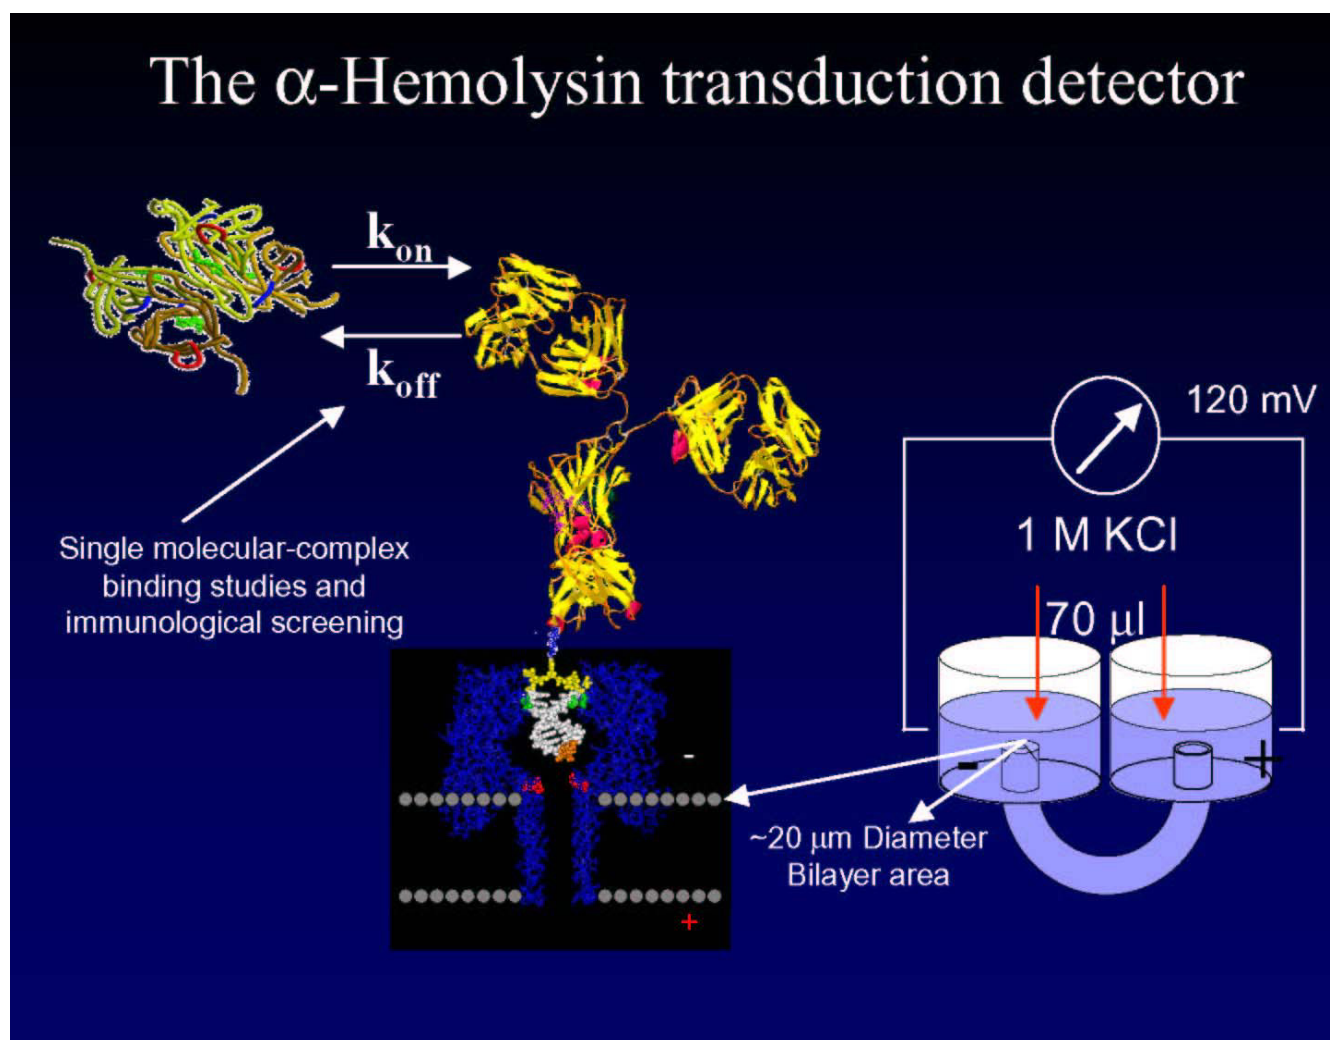 The α-Hemolysin transduction detector
kon
koff
Single molecular-complex
binding studies and
immunological screening
120 mV
1 M KCl
70 μl
-
+
-
+
~20 μm Diameter
Bilayer area